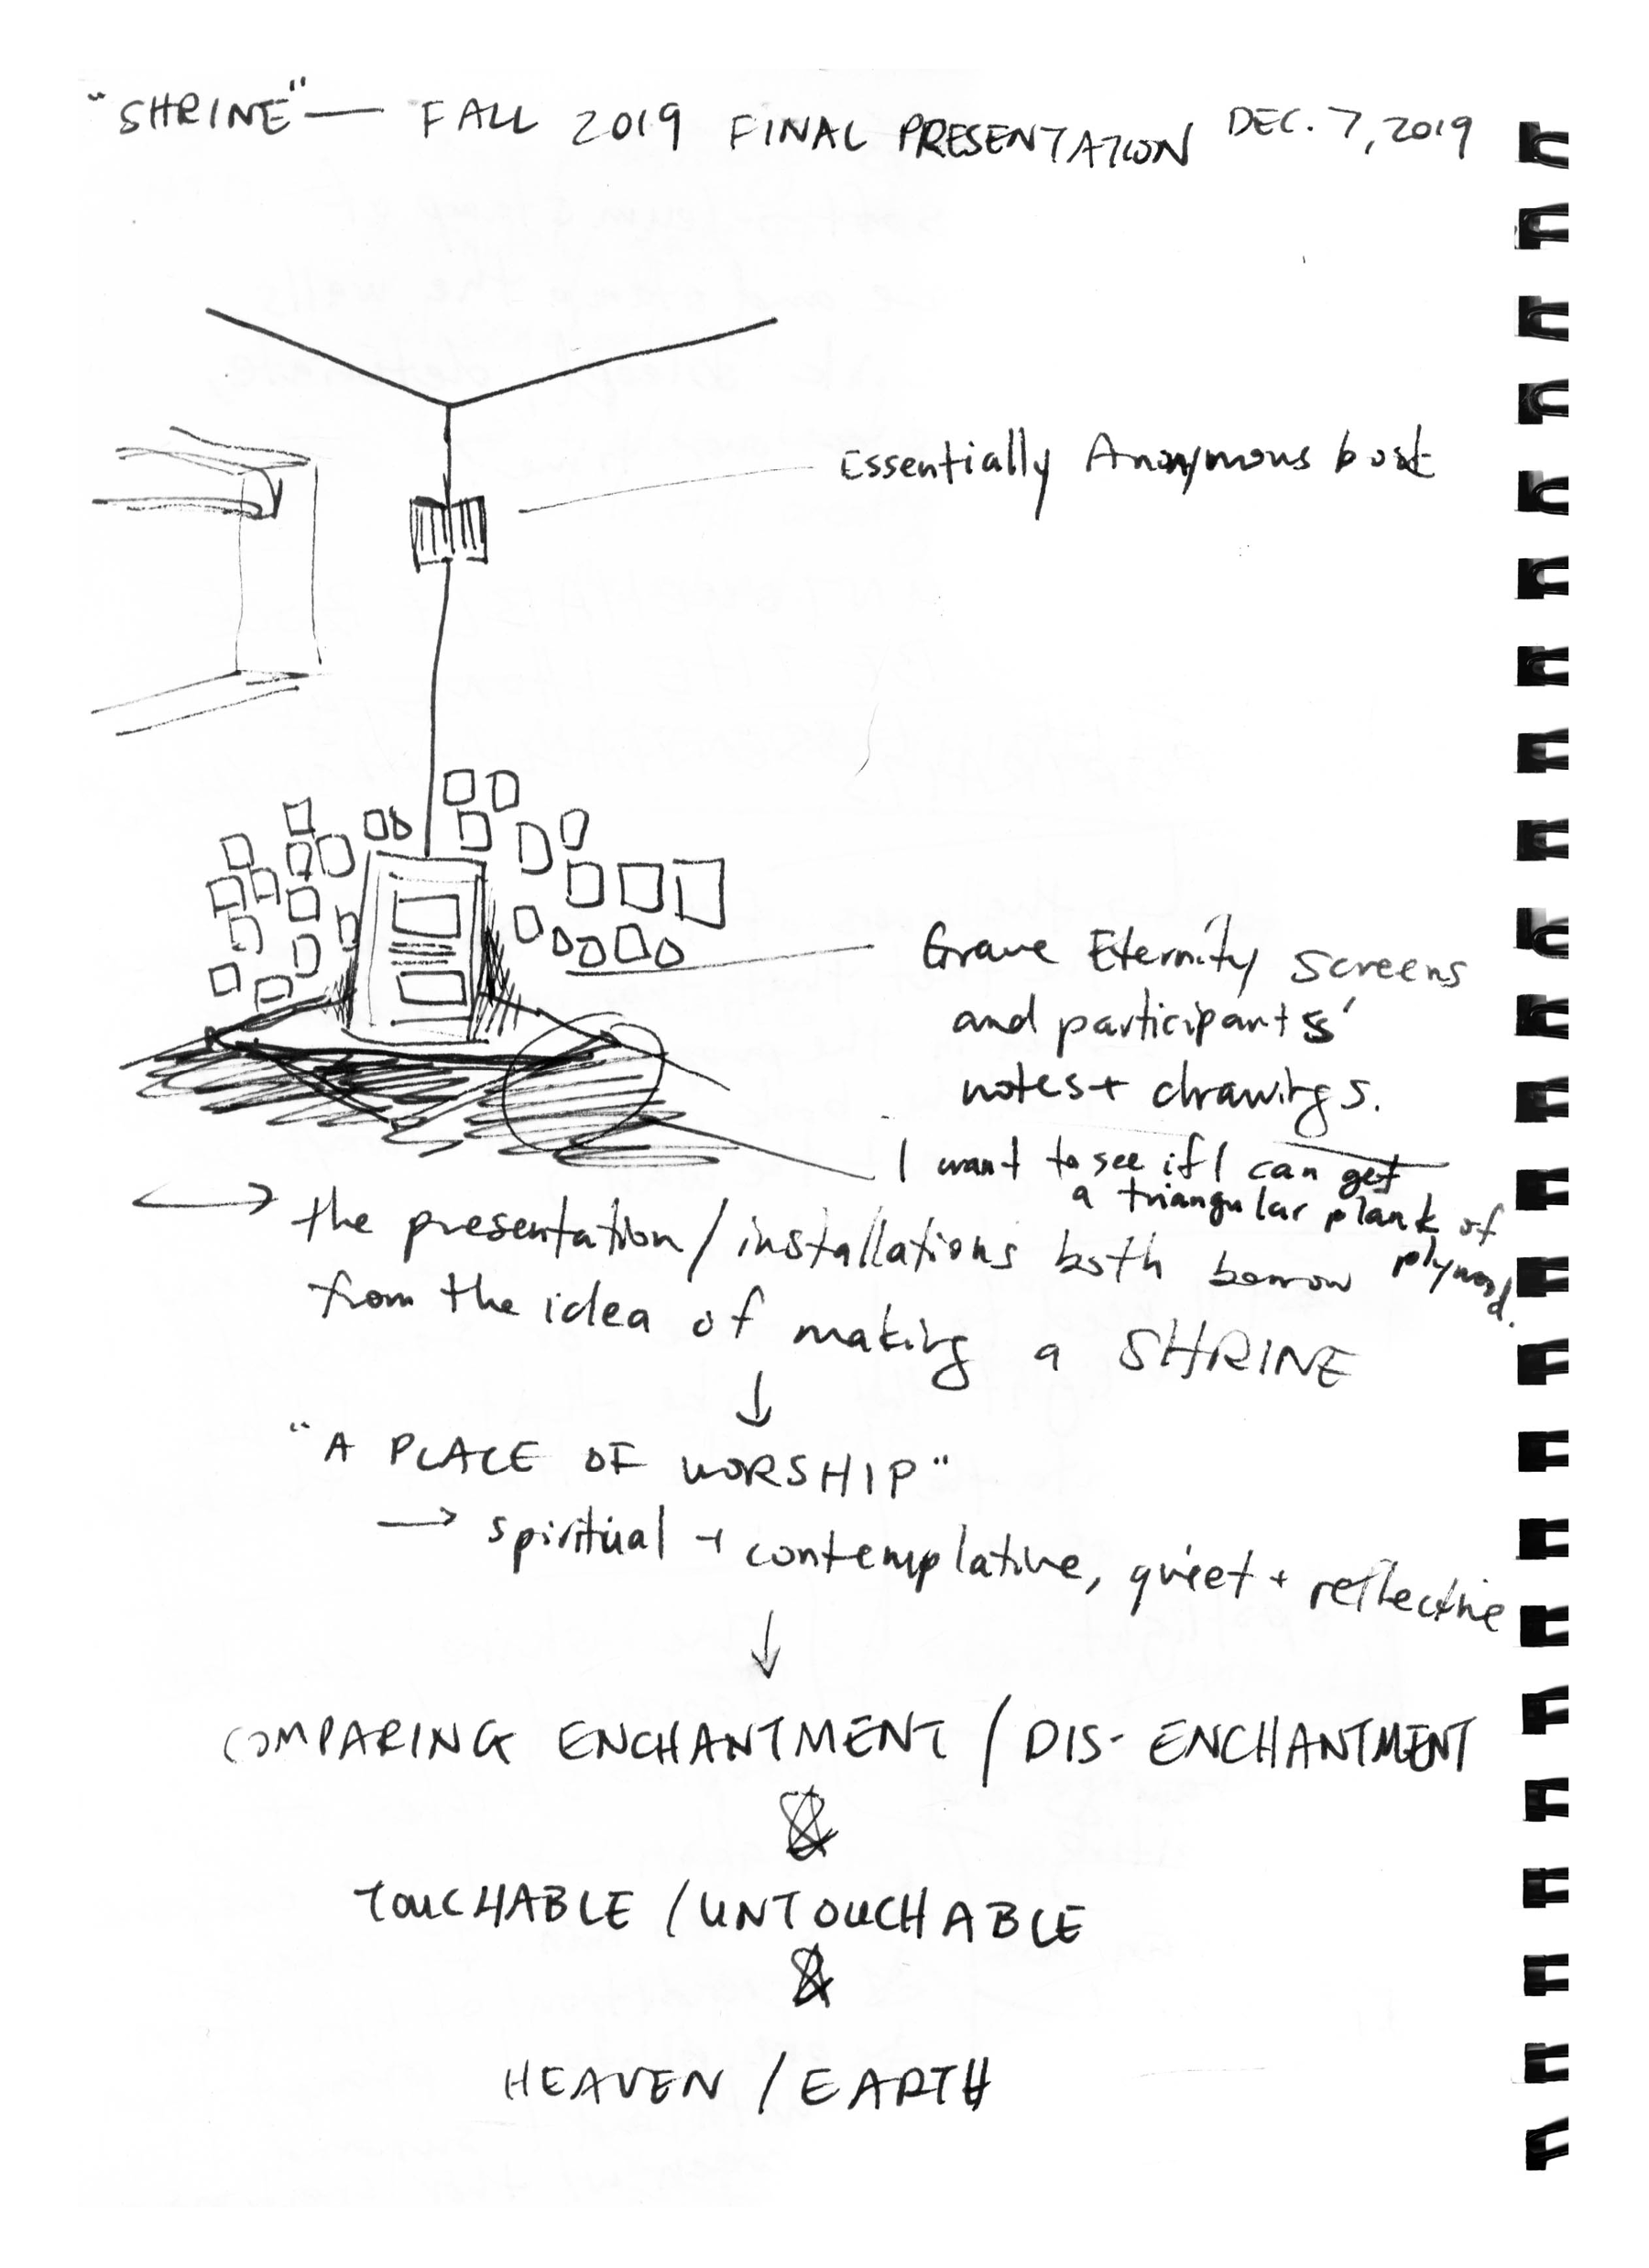 "SHRINE" — FALL 2019 FINAL PRESENTATION DEC. 7, 2019
Essentially Anonymous book
Grave Eternity screens
and participants'
notes + drawings.
I want to see if I can get
a triangular plank of
plywood.
the presentation / installations both borrow
from the idea of making a SHRINE
↓
"A PLACE OF WORSHIP"
→ spiritual + contemplative, quiet + reflective
↓
COMPARING ENCHANTMENT / DIS-ENCHANTMENT
&
TOUCHABLE / UNTOUCHABLE
&
HEAVEN / EARTH